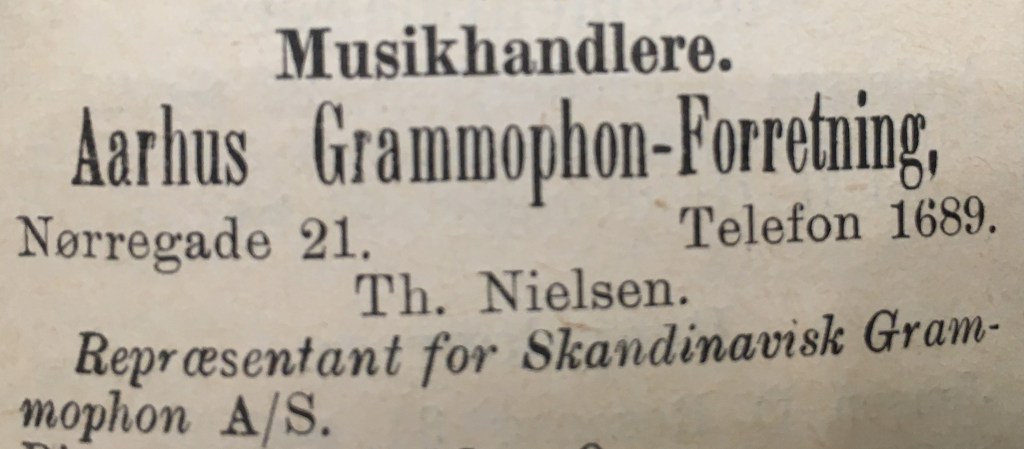 Musikhandlere.
Aarhus Grammophon-Forretning,
Nørregade 21. Telefon 1689.
Th. Nielsen.
Repræsentant for Skandinavisk Gram-
mophon A/S.